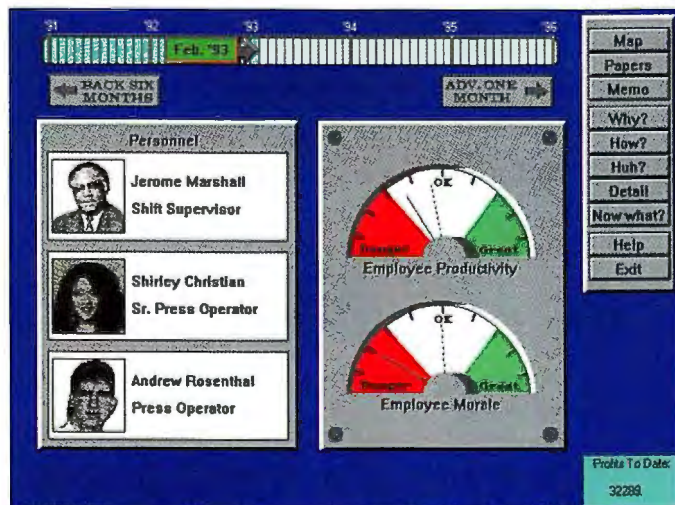 '91 '92 '93 '94 '95 '96
Feb. '93
BACK SIX
MONTHS
ADV. ONE
MONTH
Personnel
Jerome Marshall
Shift Supervisor
Shirley Christian
Sr. Press Operator
Andrew Rosenthal
Press Operator
OK
Danger
Great
Employee Productivity
OK
Danger
Great
Employee Morale
Map
Papers
Memo
Why?
How?
Huh?
Detail
Now what?
Help
Exit
Profits To Date:
32289.